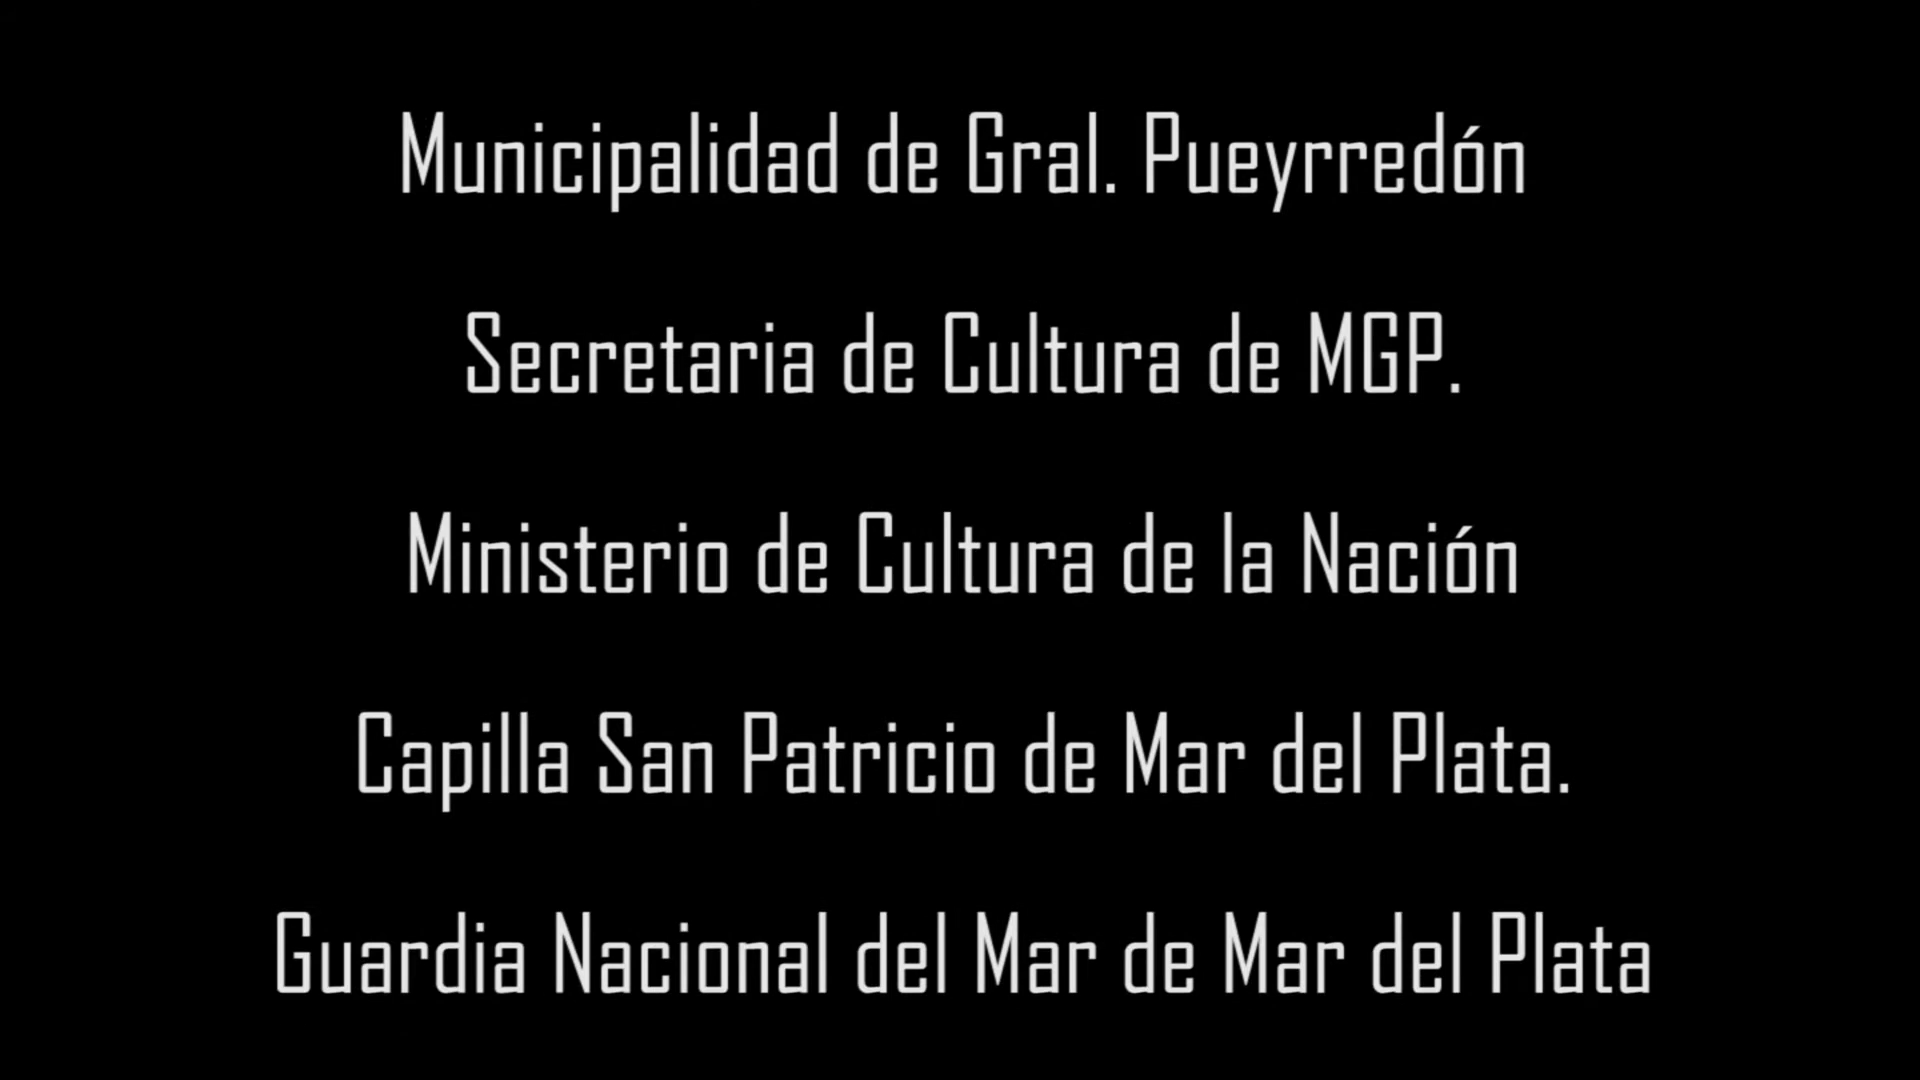 Municipalidad de Gral. Pueyrredón
Secretaria de Cultura de MGP.
Ministerio de Cultura de la Nación
Capilla San Patricio de Mar del Plata.
Guardia Nacional del Mar de Mar del Plata